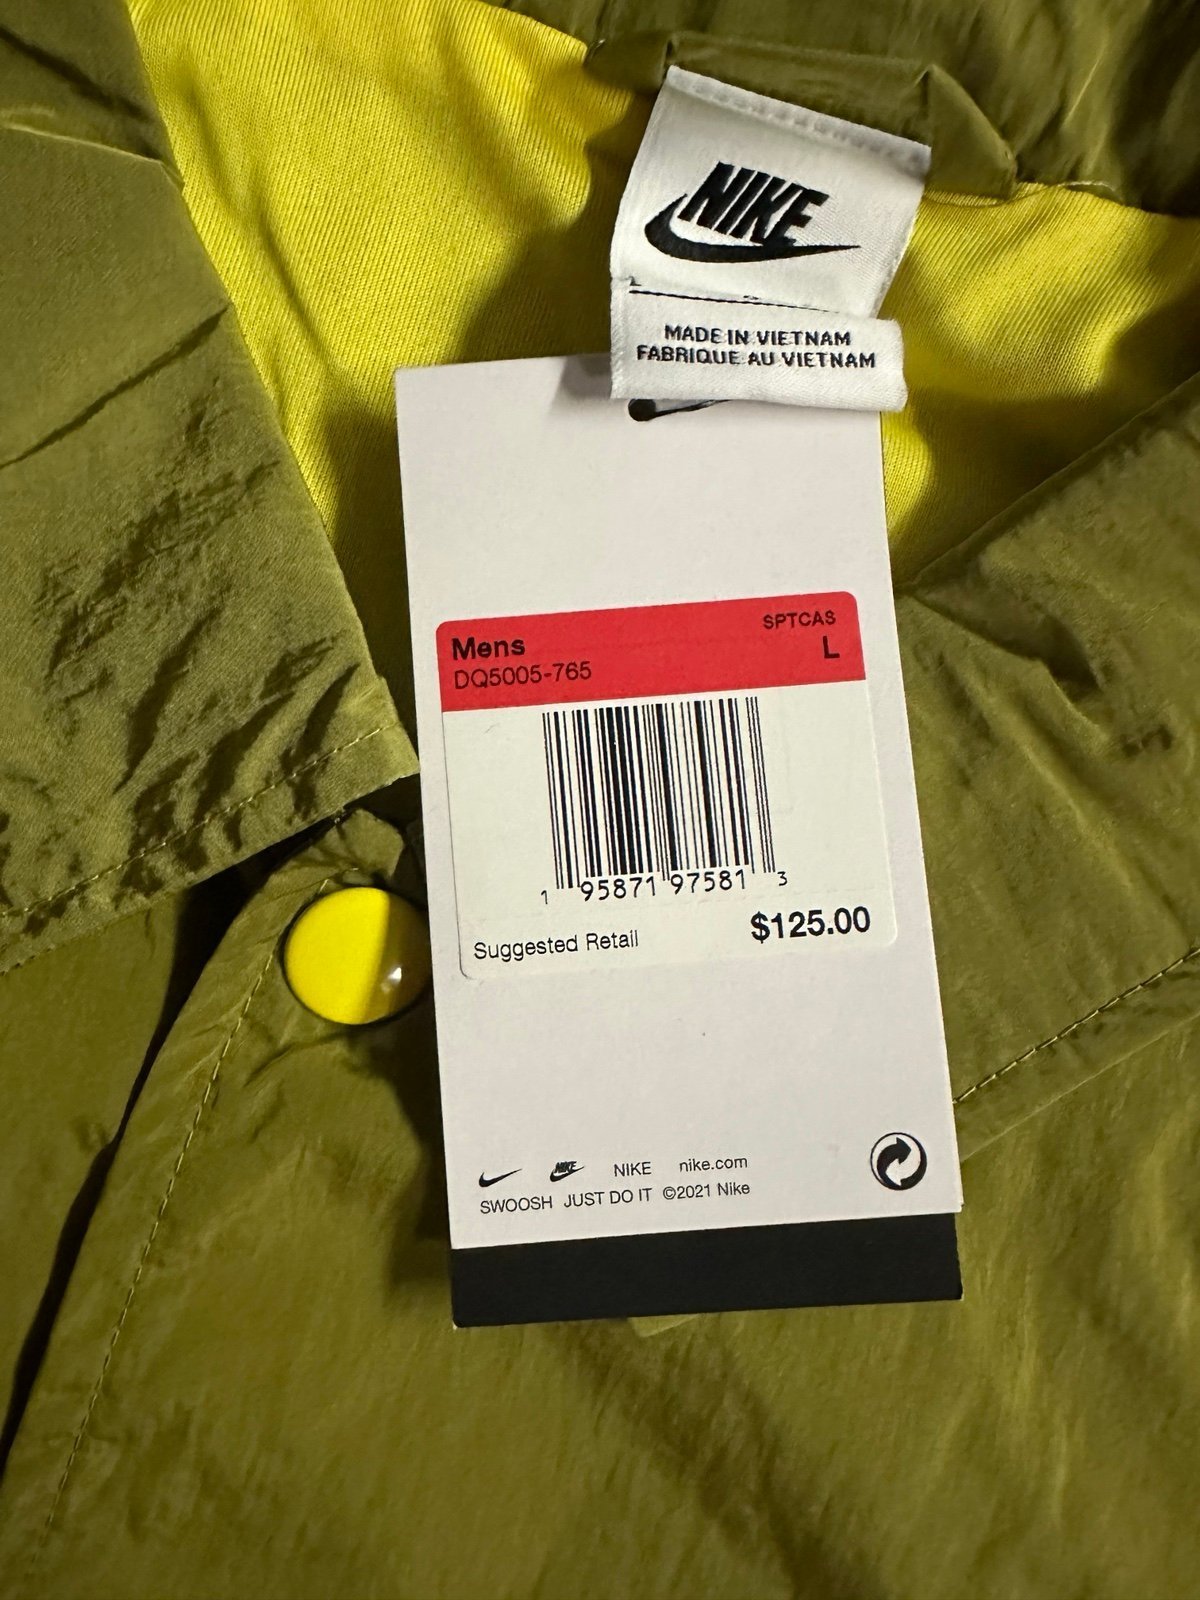 NIKE
MADE IN VIETNAM
FABRIQUE AU VIETNAM
Mens
SPTCAS
DQ5005-765
L
1 95871 97581 3
Suggested Retail
$125.00
NIKE NIKE nike.com
SWOOSH JUST DO IT ©2021 Nike